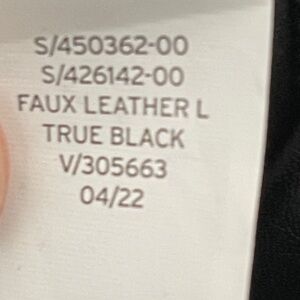 S/450362-00
S/426142-00
FAUX LEATHER L
TRUE BLACK
V/305663
04/22